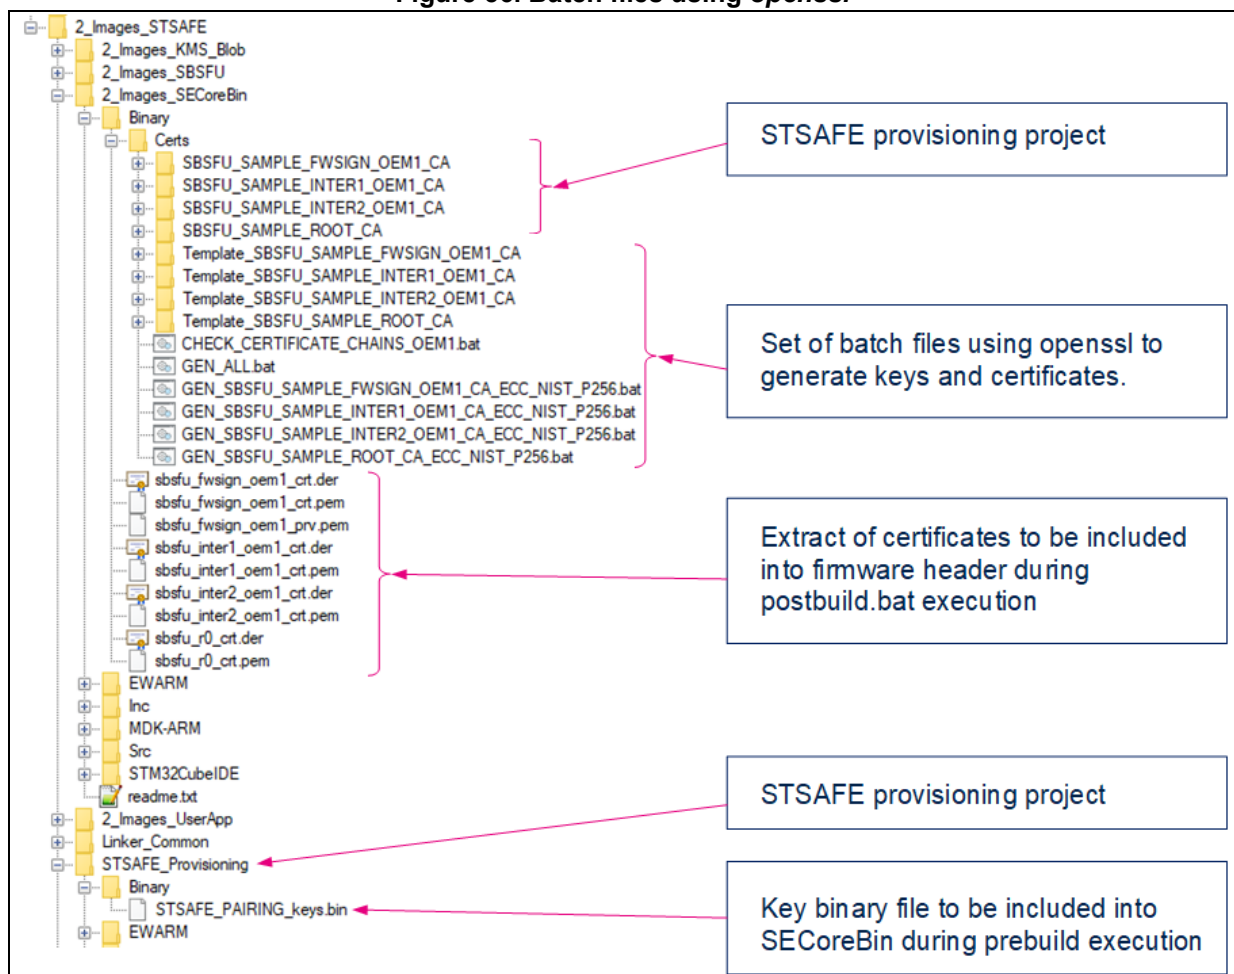 2_Images_STSAFE
2_Images_KMS_Blob
2_Images_SBSFU
2_Images_SECoreBin
Binary
Certs
SBSFU_SAMPLE_FWSIGN_OEM1_CA
SBSFU_SAMPLE_INTER1_OEM1_CA
SBSFU_SAMPLE_INTER2_OEM1_CA
SBSFU_SAMPLE_ROOT_CA
Template_SBSFU_SAMPLE_FWSIGN_OEM1_CA
Template_SBSFU_SAMPLE_INTER1_OEM1_CA
Template_SBSFU_SAMPLE_INTER2_OEM1_CA
Template_SBSFU_SAMPLE_ROOT_CA
CHECK_CERTIFICATE_CHAINS_OEM1.bat
GEN_ALL.bat
GEN_SBSFU_SAMPLE_FWSIGN_OEM1_CA_ECC_NIST_P256.bat
GEN_SBSFU_SAMPLE_INTER1_OEM1_CA_ECC_NIST_P256.bat
GEN_SBSFU_SAMPLE_INTER2_OEM1_CA_ECC_NIST_P256.bat
GEN_SBSFU_SAMPLE_ROOT_CA_ECC_NIST_P256.bat
sbsfu_fwsign_oem1_crt.der
sbsfu_fwsign_oem1_crt.pem
sbsfu_fwsign_oem1_prv.pem
sbsfu_inter1_oem1_crt.der
sbsfu_inter1_oem1_crt.pem
sbsfu_inter2_oem1_crt.der
sbsfu_inter2_oem1_crt.pem
sbsfu_r0_crt.der
sbsfu_r0_crt.pem
EWARM
Inc
MDK-ARM
Src
STM32CubeIDE
readme.txt
2_Images_UserApp
Linker_Common
STSAFE_Provisioning
Binary
STSAFE_PAIRING_keys.bin
EWARM
STSAFE provisioning project
Set of batch files using openssl to
generate keys and certificates.
Extract of certificates to be included
into firmware header during
postbuild.bat execution
STSAFE provisioning project
Key binary file to be included into
SECoreBin during prebuild execution